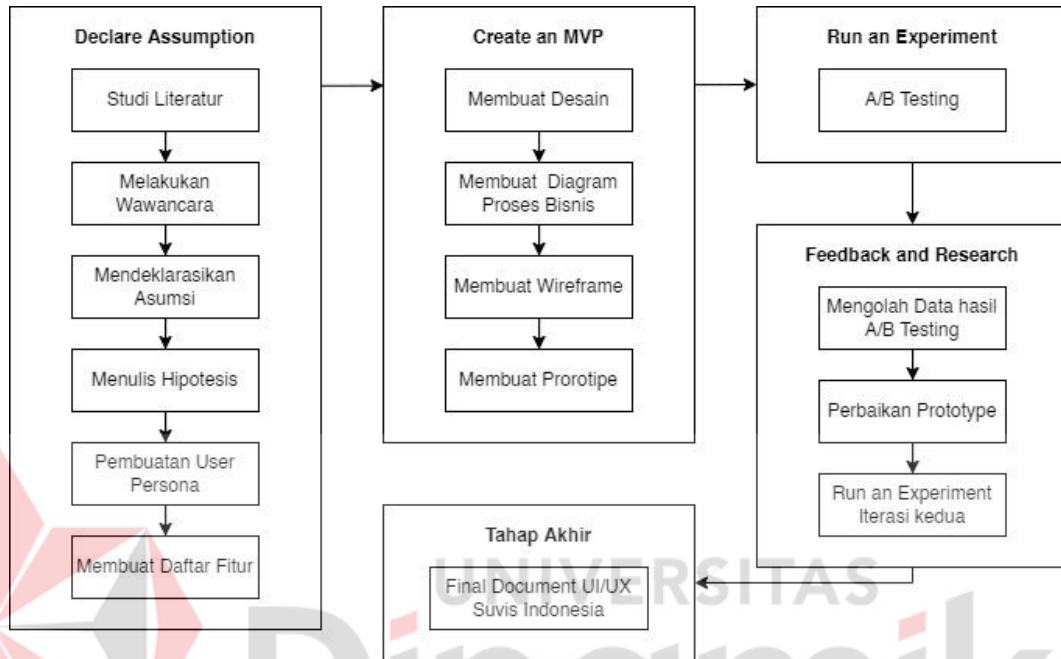 Declare Assumption
Studi Literatur
Melakukan
Wawancara
Mendeklarasikan
Asumsi
Menulis Hipotesis
Pembuatan User
Persona
Membuat Daftar Fitur
Create an MVP
Membuat Desain
Membuat Diagram
Proses Bisnis
Membuat Wireframe
Membuat Prorotipe
Run an Experiment
A/B Testing
Feedback and Research
Mengolah Data hasil
A/B Testing
Perbaikan Prototype
Run an Experiment
Iterasi kedua
Tahap Akhir
Final Document UI/UX
Suvis Indonesia
UNIVERSITAS